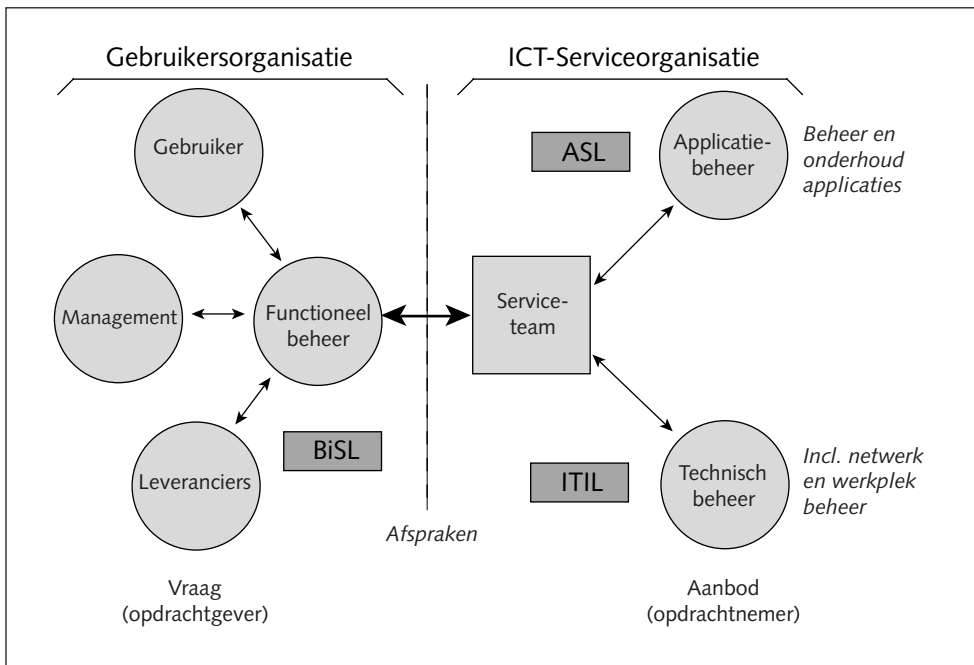 Gebruikersorganisatie
ICT-Serviceorganisatie
Gebruiker
Management
Functioneel
beheer
Leveranciers
BiSL
Vraag
(opdrachtgever)
Afspraken
ASL
Applicatie-
beheer
Beheer en
onderhoud
applicaties
Service-
team
ITIL
Technisch
beheer
Incl. netwerk
en werkplek
beheer
Aanbod
(opdrachtnemer)